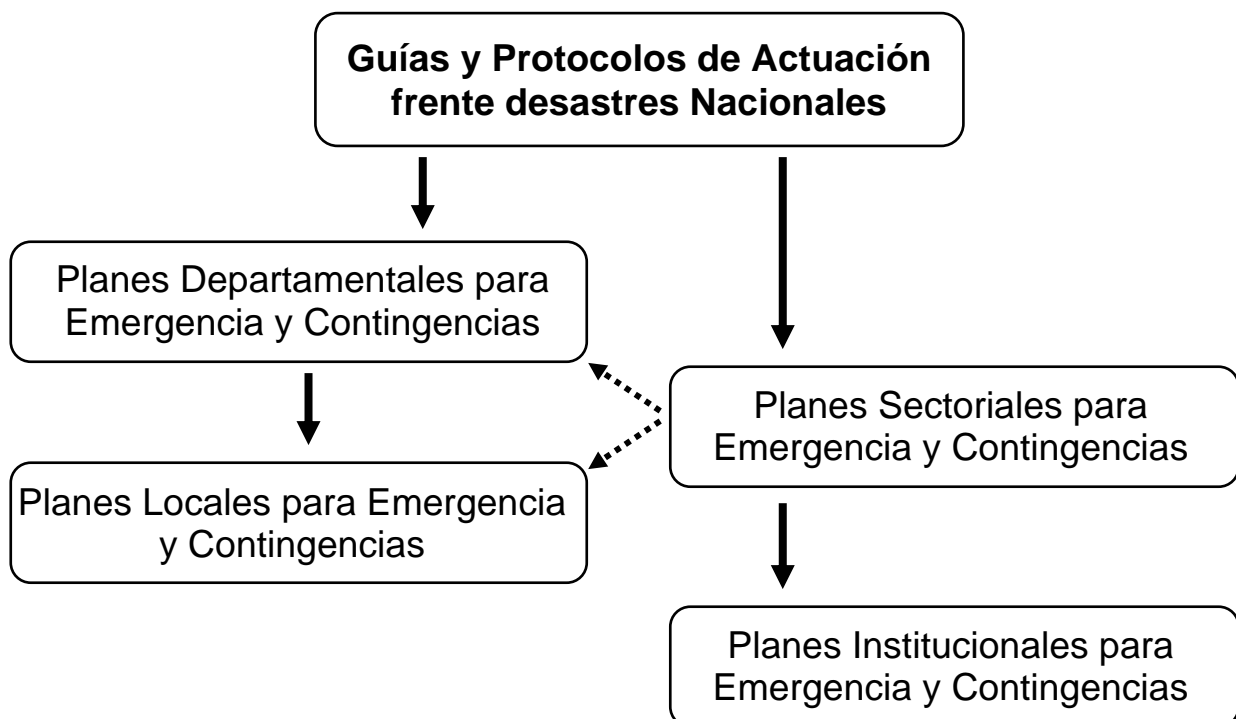 Guías y Protocolos de Actuación
frente desastres Nacionales
Planes Departamentales para
Emergencia y Contingencias
Planes Sectoriales para
Emergencia y Contingencias
Planes Locales para Emergencia
y Contingencias
Planes Institucionales para
Emergencia y Contingencias